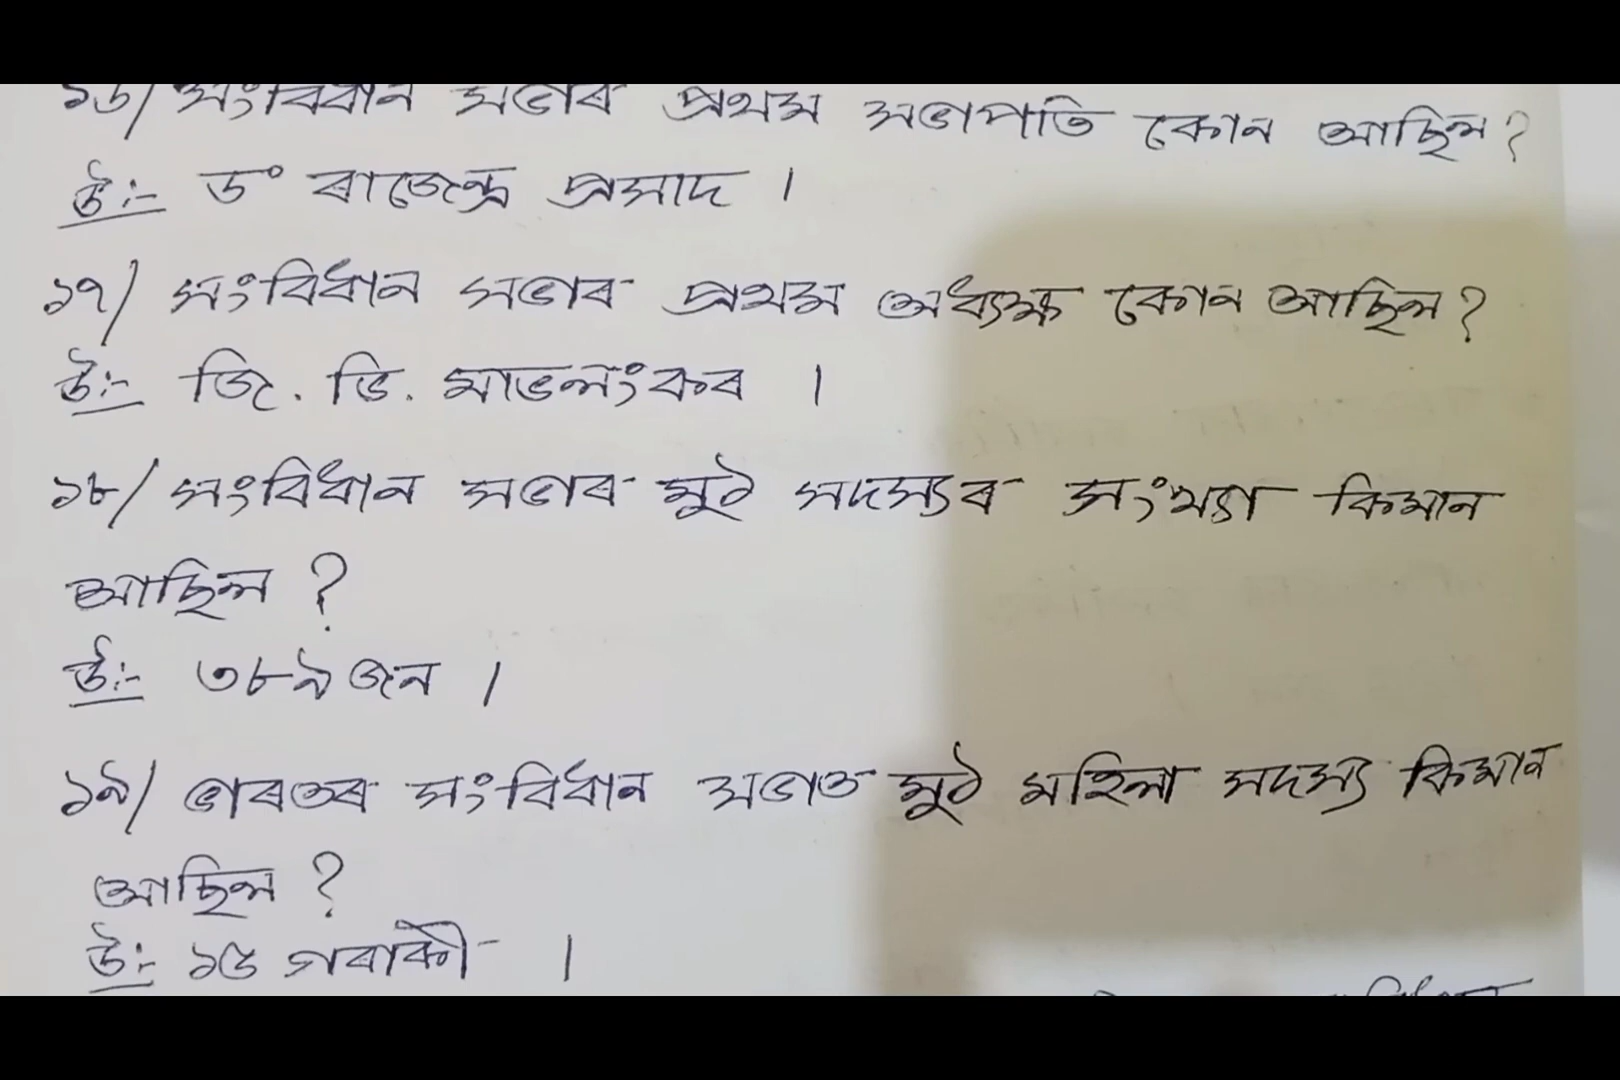 ১৬/ সংবিধান সভাৰ প্ৰথম সভাপতি কোন আছিল?
উঃ- ড° ৰাজেন্দ্ৰ প্ৰসাদ ।
১৭/ সংবিধান সভাৰ প্ৰথম অধ্যক্ষ কোন আছিল?
উঃ- জি. ভি. মাভলংকৰ ।
১৮/ সংবিধান সভাৰ মুঠ সদস্যৰ সংখ্যা কিমান
আছিল ?
উঃ- ৩৮৯ জন ।
১৯/ ভাৰতৰ সংবিধান সভাত মুঠ মহিলা সদস্য কিমান
আছিল ?
উঃ- ১৫ গৰাকী ।